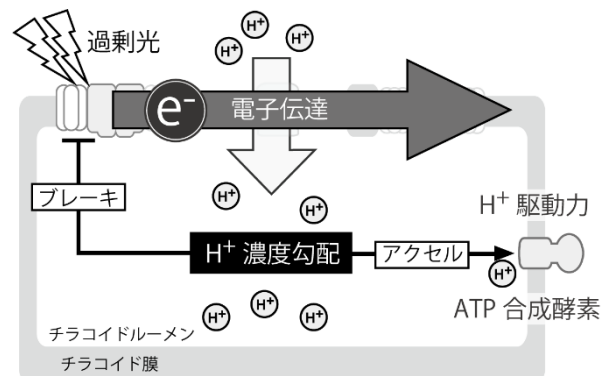 過剰光
H⁺
H⁺
H⁺
e⁻
電子伝達
ブレーキ
H⁺
H⁺
H⁺ 駆動力
H⁺ 濃度勾配
アクセル
H⁺
ATP 合成酵素
H⁺
H⁺
H⁺
チラコイドルーメン
チラコイド膜